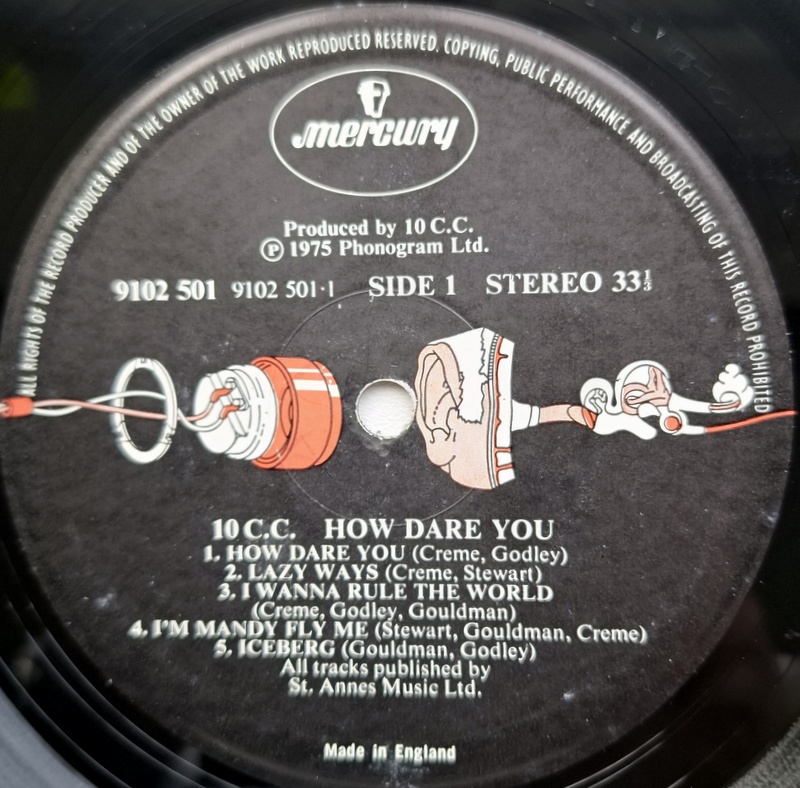 ALL RIGHTS OF THE RECORD PRODUCER AND OF THE OWNER OF THE WORK REPRODUCED RESERVED. COPYING, PUBLIC PERFORMANCE AND BROADCASTING OF THIS RECORD PROHIBITED
mercury
Produced by 10 C.C.
℗ 1975 Phonogram Ltd.
9102 501 9102 501·1 SIDE 1 STEREO 33⅓
10 C.C. HOW DARE YOU
1. HOW DARE YOU (Creme, Godley)
2. LAZY WAYS (Creme, Stewart)
3. I WANNA RULE THE WORLD
(Creme, Godley, Gouldman)
4. I'M MANDY FLY ME (Stewart, Gouldman, Creme)
5. ICEBERG (Gouldman, Godley)
All tracks published by
St. Annes Music Ltd.
Made in England